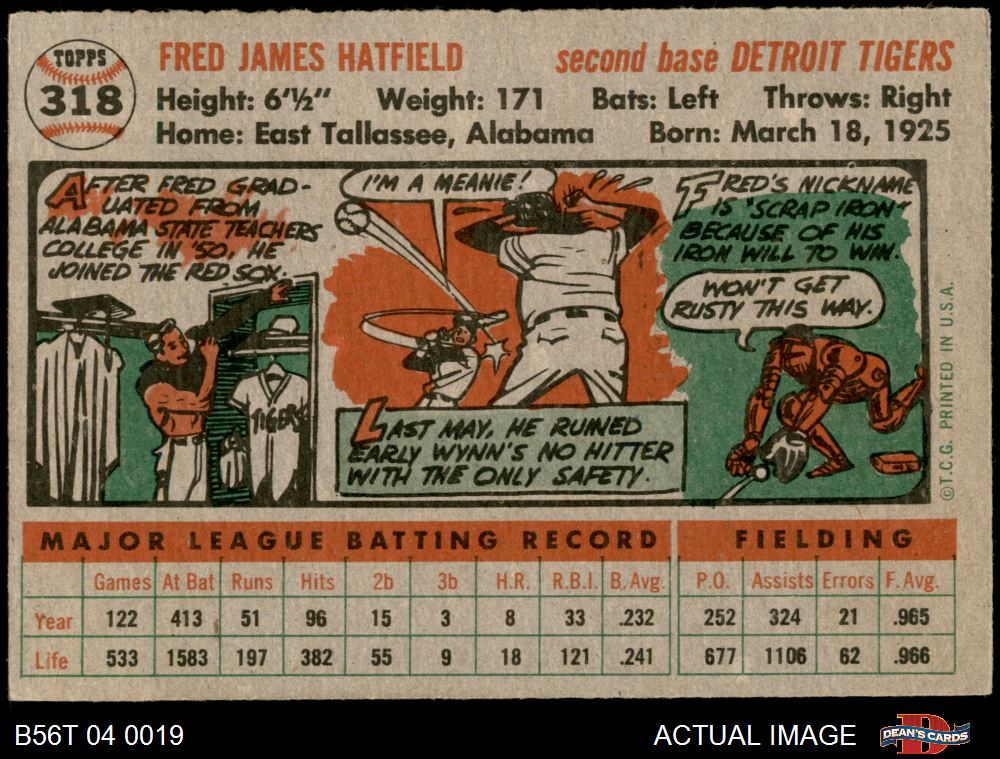 TOPPS
318
FRED JAMES HATFIELD
second base DETROIT TIGERS
Height: 6'½" Weight: 171 Bats: Left Throws: Right
Home: East Tallassee, Alabama Born: March 18, 1925
AFTER FRED GRAD-
UATED FROM
ALABAMA STATE TEACHERS
COLLEGE IN '50, HE
JOINED THE RED SOX.
TIGERS
I'M A MEANIE!
LAST MAY, HE RUINED
EARLY WYNN'S NO HITTER
WITH THE ONLY SAFETY.
FRED'S NICKNAME
IS "SCRAP IRON"
BECAUSE OF HIS
IRON WILL TO WIN.
WON'T GET
RUSTY THIS WAY.
©T.C.G. PRINTED IN U.S.A.
MAJOR LEAGUE BATTING RECORD FIELDING
Games At Bat Runs Hits 2b 3b H.R. R.B.I. B. Avg. P.O. Assists Errors F. Avg.
Year 122 413 51 96 15 3 8 33 .232 252 324 21 .965
Life 533 1583 197 382 55 9 18 121 .241 677 1106 62 .966
B56T 04 0019 ACTUAL IMAGE
DEAN'S CARDS